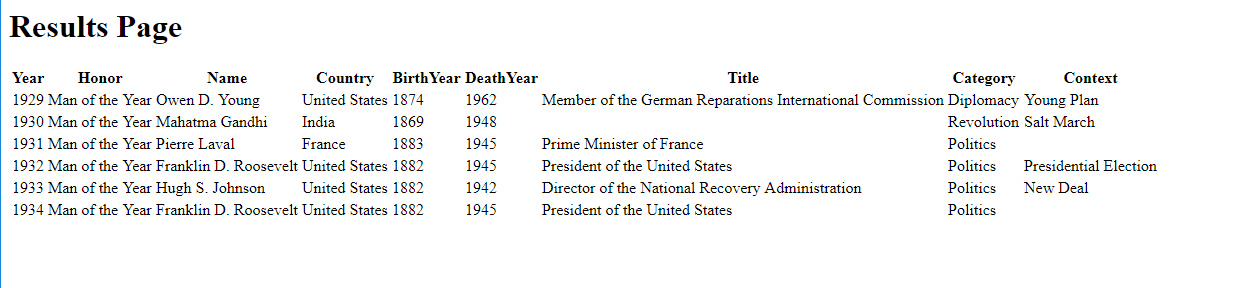 Results Page
Year Honor Name Country BirthYear DeathYear Title Category Context
1929 Man of the Year Owen D. Young United States 1874 1962 Member of the German Reparations International Commission Diplomacy Young Plan
1930 Man of the Year Mahatma Gandhi India 1869 1948 Revolution Salt March
1931 Man of the Year Pierre Laval France 1883 1945 Prime Minister of France Politics
1932 Man of the Year Franklin D. Roosevelt United States 1882 1945 President of the United States Politics Presidential Election
1933 Man of the Year Hugh S. Johnson United States 1882 1942 Director of the National Recovery Administration Politics New Deal
1934 Man of the Year Franklin D. Roosevelt United States 1882 1945 President of the United States Politics